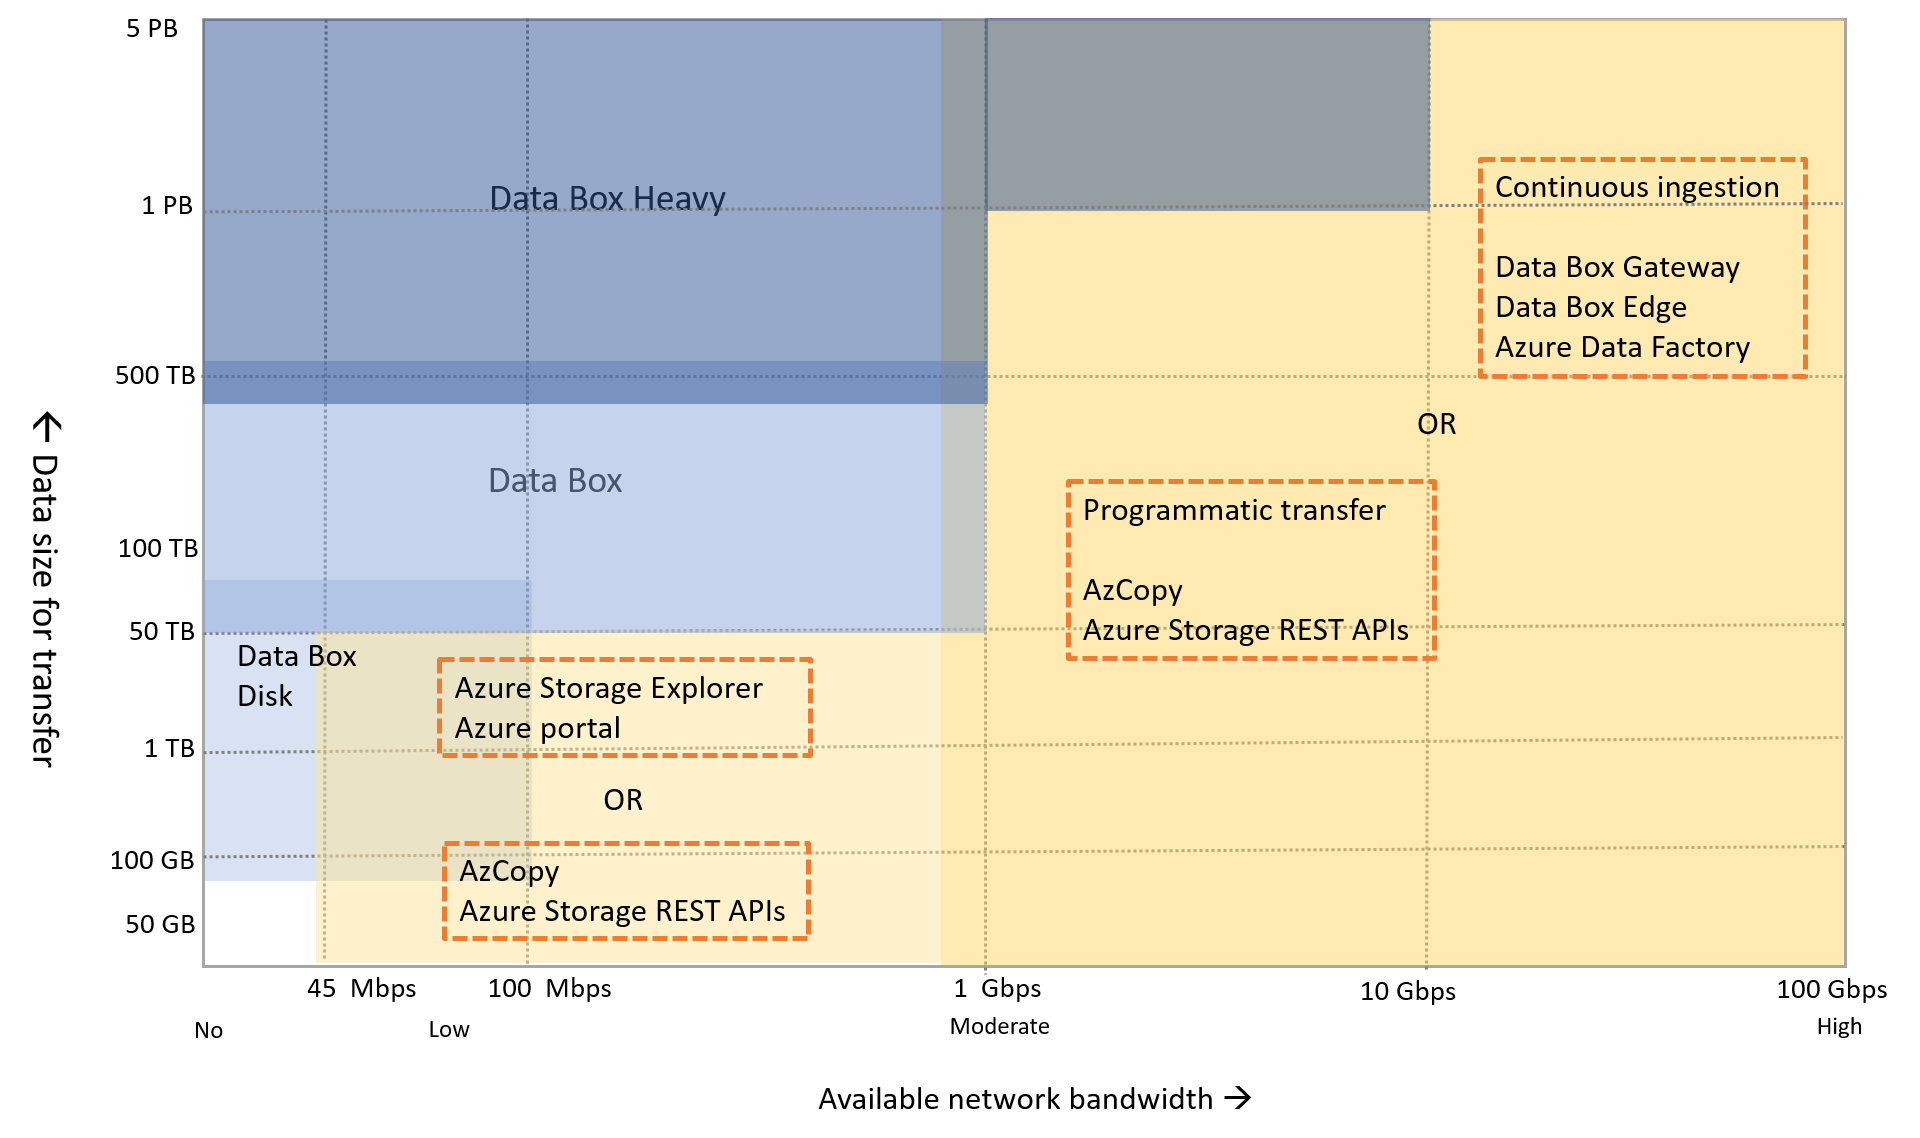 5 PB
1 PB
500 TB
100 TB
50 TB
1 TB
100 GB
50 GB
← Data size for transfer
Data Box Heavy
Data Box
Data Box
Disk
Azure Storage Explorer
Azure portal
OR
AzCopy
Azure Storage REST APIs
Continuous ingestion
Data Box Gateway
Data Box Edge
Azure Data Factory
OR
Programmatic transfer
AzCopy
Azure Storage REST APIs
45 Mbps
100 Mbps
1 Gbps
10 Gbps
100 Gbps
No
Low
Moderate
High
Available network bandwidth →